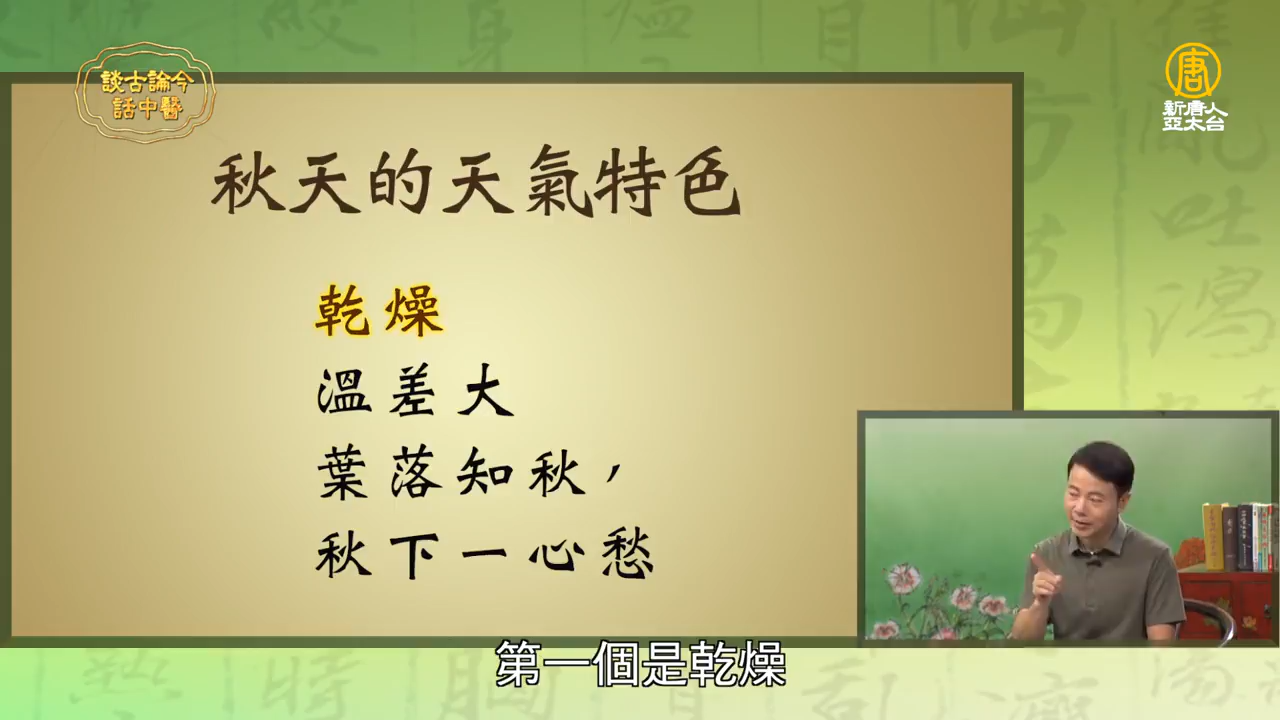 談古論今
話中醫
唐
新唐人
亞太台
秋天的天氣特色
乾燥
溫差大
葉落知秋,
秋下一心愁
第一個是乾燥